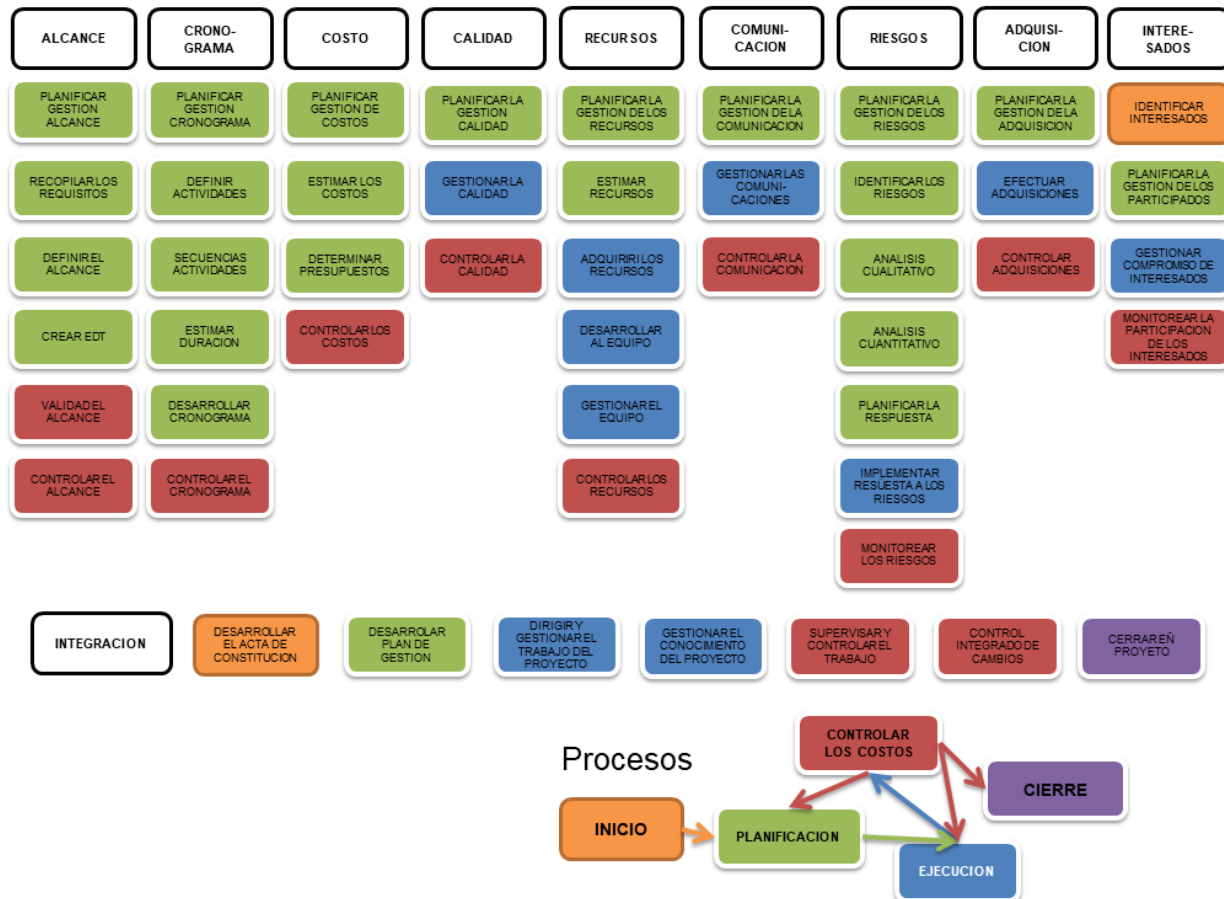 ALCANCE
CRONO-
GRAMA
COSTO
CALIDAD
RECURSOS
COMUNI-
CACION
RIESGOS
ADQUISI-
CION
INTERE-
SADOS
PLANIFICAR
GESTION
ALCANCE
PLANIFICAR
GESTION
CRONOGRAMA
PLANIFICAR
GESTION DE
COSTOS
PLANIFICAR LA
GESTION
CALIDAD
PLANIFICAR LA
GESTION DE LOS
RECURSOS
PLANIFICAR LA
GESTION DE LA
COMUNICACION
PLANIFICAR LA
GESTION DE LOS
RIESGOS
PLANIFICAR LA
GESTION DE LA
ADQUISICION
IDENTIFICAR
INTERESADOS
RECOPILAR LOS
REQUISITOS
DEFINIR
ACTIVIDADES
ESTIMAR LOS
COSTOS
GESTIONAR LA
CALIDAD
ESTIMAR
RECURSOS
GESTIONAR LAS
COMUNI-
CACIONES
IDENTIFICAR LOS
RIESGOS
EFECTUAR
ADQUISICIONES
PLANIFICAR LA
GESTION DE LOS
PARTICIPADOS
DEFINIR EL
ALCANCE
SECUENCIAS
ACTIVIDADES
DETERMINAR
PRESUPUESTOS
CONTROLAR LA
CALIDAD
ADQUIRIRI LOS
RECURSOS
CONTROLAR LA
COMUNICACION
ANALISIS
CUALITATIVO
CONTROLAR
ADQUISICIONES
GESTIONAR
COMPROMISO DE
INTERESADOS
CREAR EDT
ESTIMAR
DURACION
CONTROLAR LOS
COSTOS
DESARROLLAR
AL EQUIPO
ANALISIS
CUANTITATIVO
MONITOREAR LA
PARTICIPACION
DE LOS
INTERESADOS
VALIDAD EL
ALCANCE
DESARROLLAR
CRONOGRAMA
GESTIONAR EL
EQUIPO
PLANIFICAR LA
RESPUESTA
CONTROLAR EL
ALCANCE
CONTROLAR EL
CRONOGRAMA
CONTROLAR LOS
RECURSOS
IMPLEMENTAR
RESUESTA A LOS
RIESGOS
MONITOREAR
LOS RIESGOS
INTEGRACION
DESARROLLAR
EL ACTA DE
CONSTITUCION
DESARROLAR
PLAN DE
GESTION
DIRIGIR Y
GESTIONAR EL
TRABAJO DEL
PROYECTO
GESTIONAR EL
CONOCIMIENTO
DEL PROYECTO
SUPERVISAR Y
CONTROLAR EL
TRABAJO
CONTROL
INTEGRADO DE
CAMBIOS
CERRAR EÑ
PROYETO
Procesos
CONTROLAR
LOS COSTOS
CIERRE
INICIO
PLANIFICACION
EJECUCION